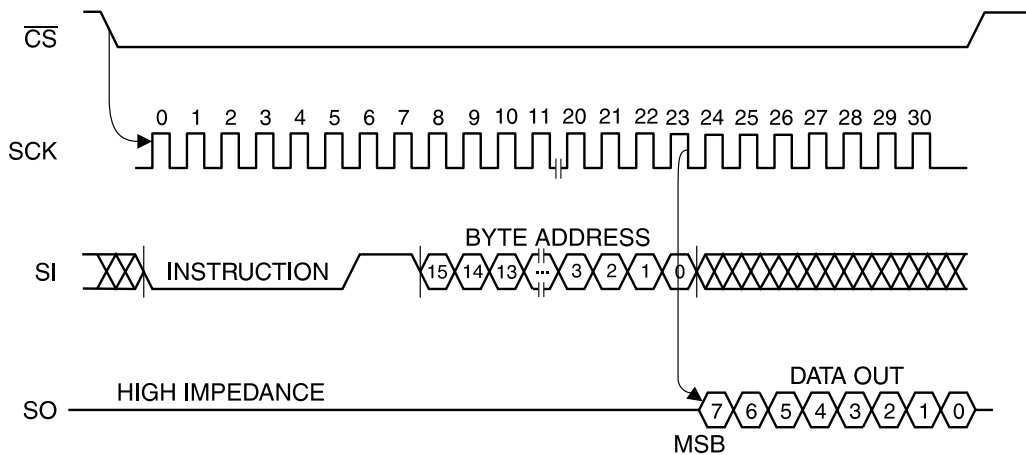 CS
0 1 2 3 4 5 6 7 8 9 10 11 20 21 22 23 24 25 26 27 28 29 30
SCK
BYTE ADDRESS
SI INSTRUCTION 15 14 13 ... 3 2 1 0
DATA OUT
HIGH IMPEDANCE
SO 7 6 5 4 3 2 1 0
MSB